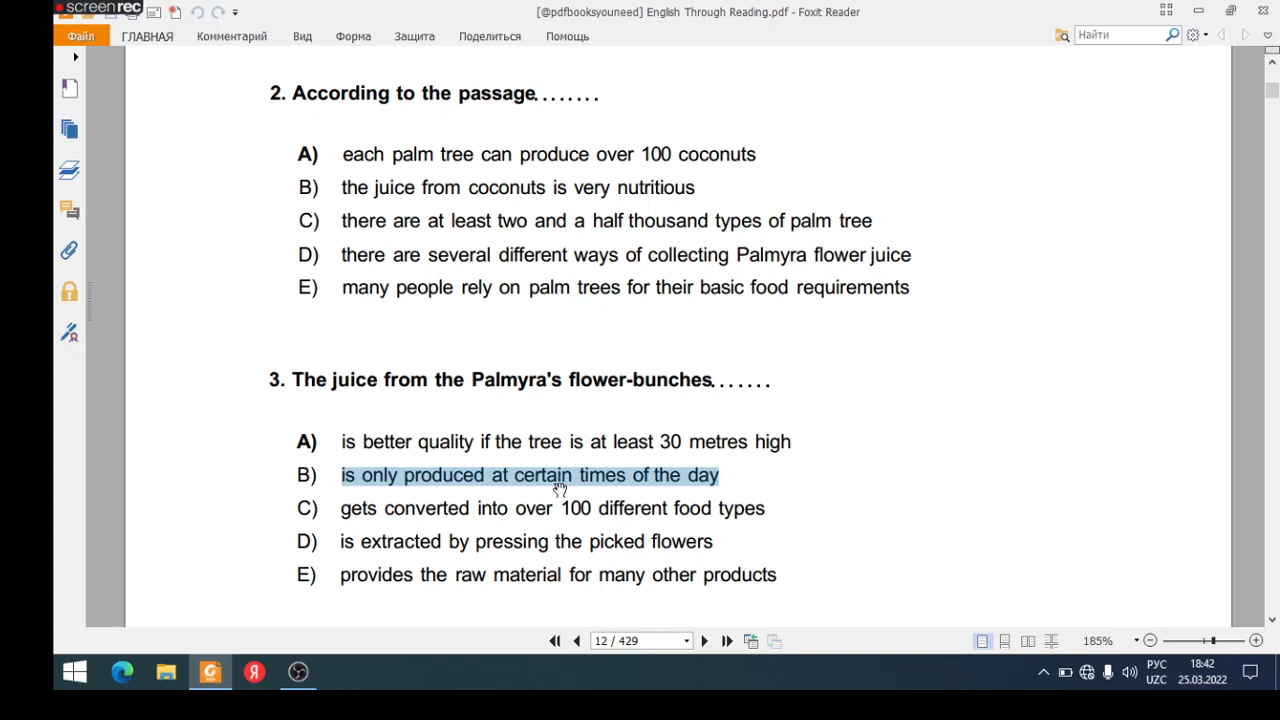 screenrec
[@pdfbooksyouneed] English Through Reading.pdf - Foxit Reader
Файл ГЛАВНАЯ Комментарий Вид Форма Защита Поделиться Помощь Найти
2. According to the passage........
A) each palm tree can produce over 100 coconuts
B) the juice from coconuts is very nutritious
C) there are at least two and a half thousand types of palm tree
D) there are several different ways of collecting Palmyra flower juice
E) many people rely on palm trees for their basic food requirements
3. The juice from the Palmyra's flower-bunches.......
A) is better quality if the tree is at least 30 metres high
B) is only produced at certain times of the day
C) gets converted into over 100 different food types
D) is extracted by pressing the picked flowers
E) provides the raw material for many other products
12 / 429 185%
РУС 18:42
UZC 25.03.2022